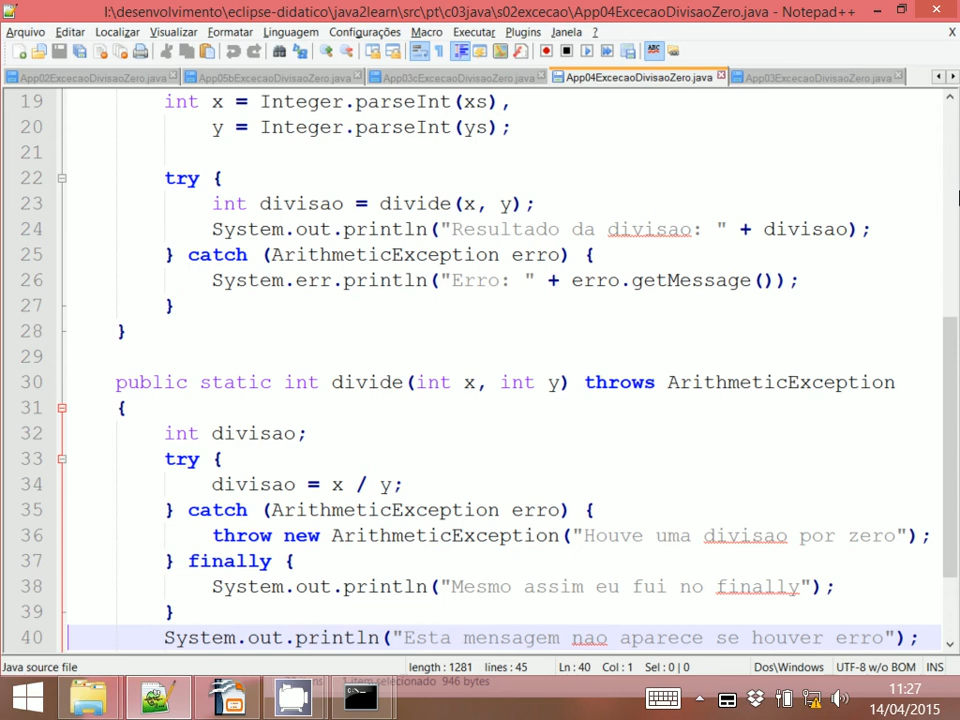 I:\desenvolvimento\eclipse-didatico\java2learn\src\pt\c03java\s02excecao\App04ExcecaoDivisaoZero.java - Notepad++
Arquivo Editar Localizar Visualizar Formatar Linguagem Configurações Macro Executar Plugins Janela ? X
App02ExcecaoDivisaoZero.java App05bExcecaoDivisaoZero.java App03cExcecaoDivisaoZero.java App04ExcecaoDivisaoZero.java App03ExcecaoDivisaoZero.java
19 int x = Integer.parseInt(xs),
20 y = Integer.parseInt(ys);
21
22 try {
23 int divisao = divide(x, y);
24 System.out.println("Resultado da divisao: " + divisao);
25 } catch (ArithmeticException erro) {
26 System.err.println("Erro: " + erro.getMessage());
27 }
28 }
29
30 public static int divide(int x, int y) throws ArithmeticException
31 {
32 int divisao;
33 try {
34 divisao = x / y;
35 } catch (ArithmeticException erro) {
36 throw new ArithmeticException("Houve uma divisao por zero");
37 } finally {
38 System.out.println("Mesmo assim eu fui no finally");
39 }
40 System.out.println("Esta mensagem nao aparece se houver erro");
Java source file length : 1281 lines : 45 Ln : 40 Col : 1 Sel : 0 | 0 Dos\Windows UTF-8 w/o BOM INS
1 item selecionado 946 bytes
11:27
14/04/2015